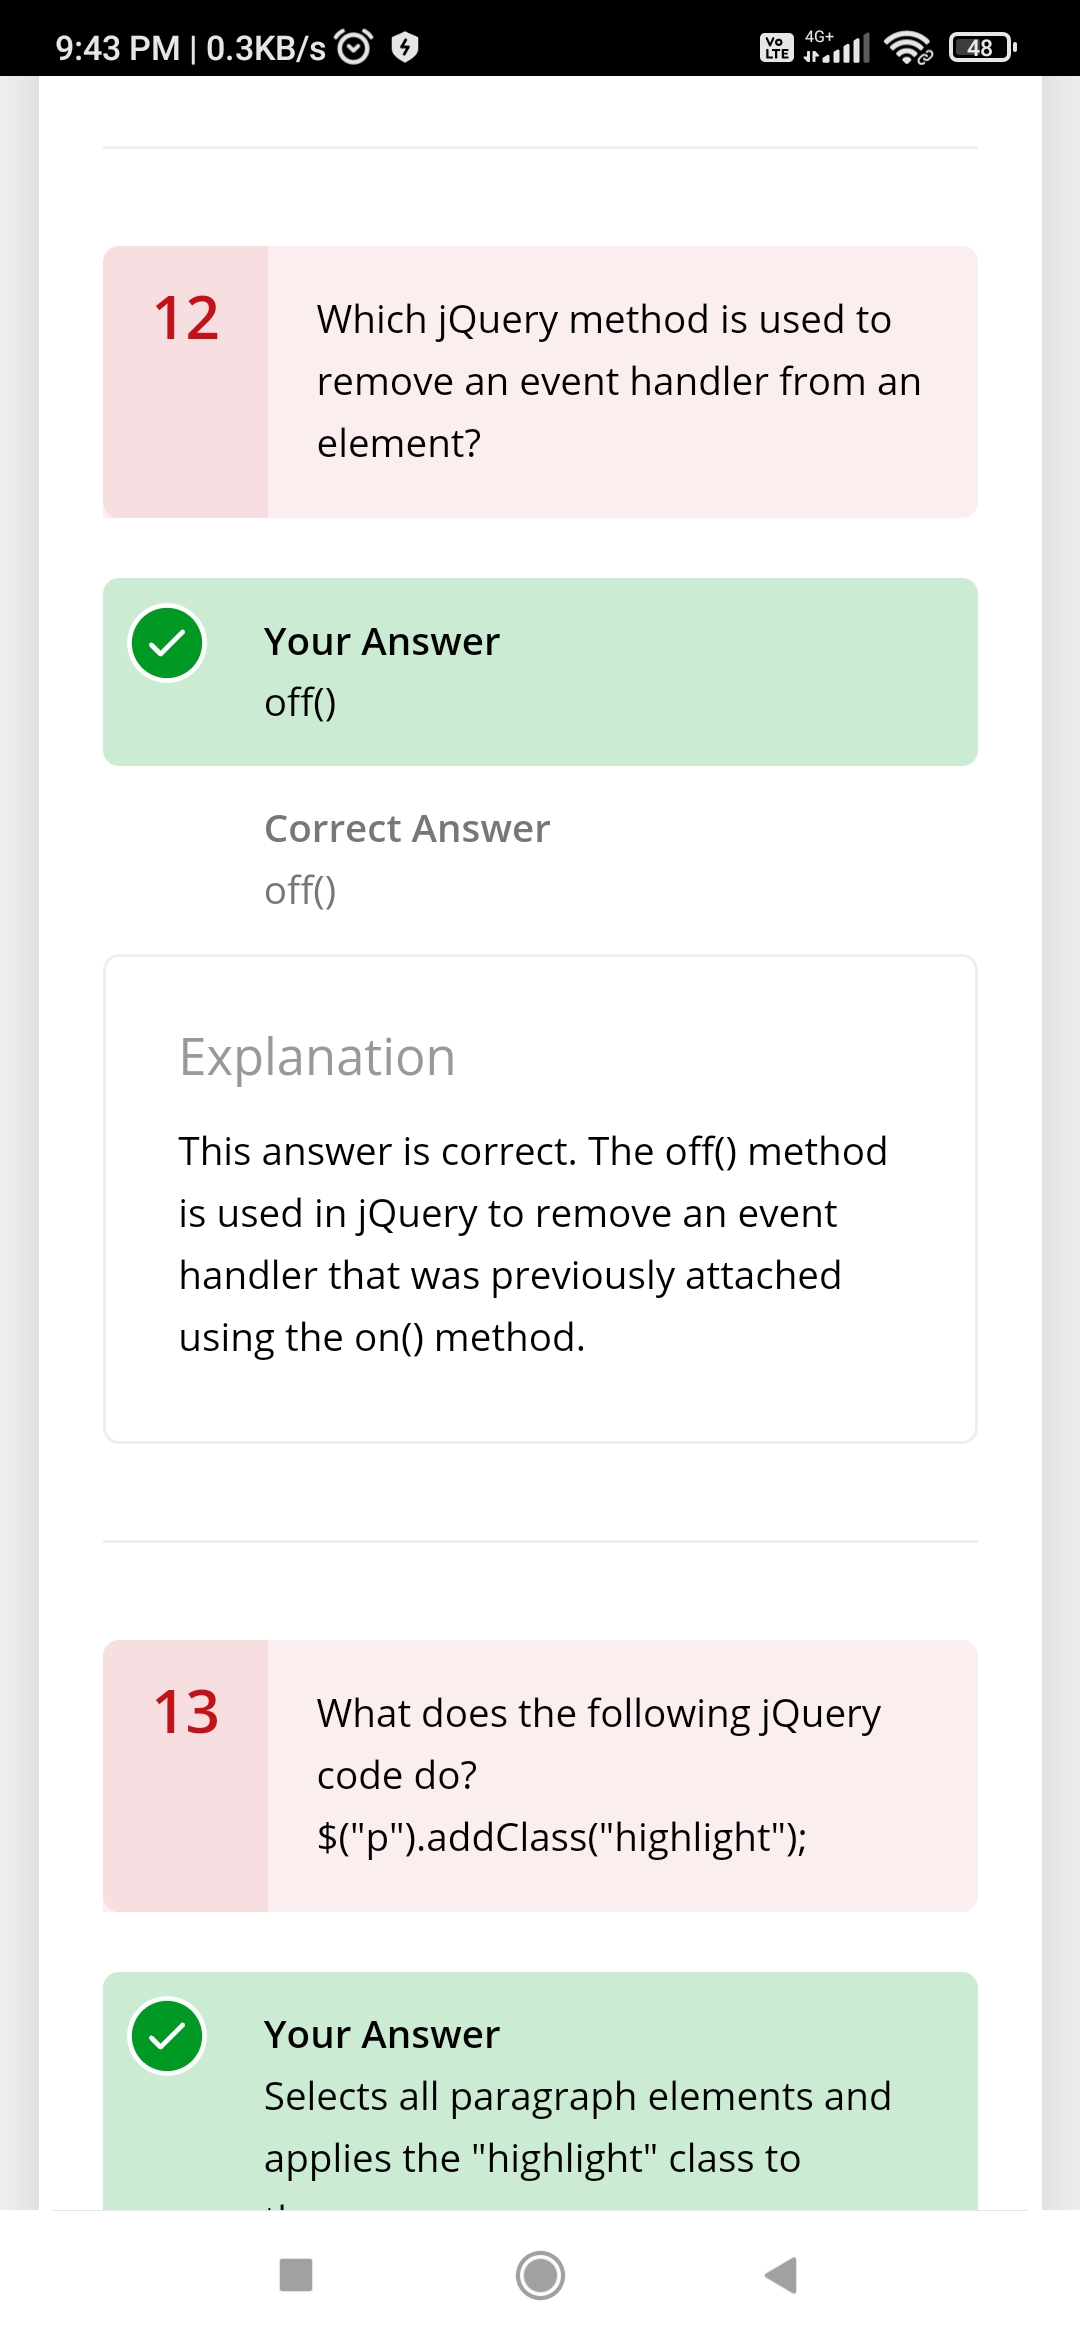 9:43 PM | 0.3KB/s
Vo
LTE
4G+
48
12
Which jQuery method is used to
remove an event handler from an
element?
Your Answer
off()
Correct Answer
off()
Explanation
This answer is correct. The off() method
is used in jQuery to remove an event
handler that was previously attached
using the on() method.
13
What does the following jQuery
code do?
$("p").addClass("highlight");
Your Answer
Selects all paragraph elements and
applies the "highlight" class to